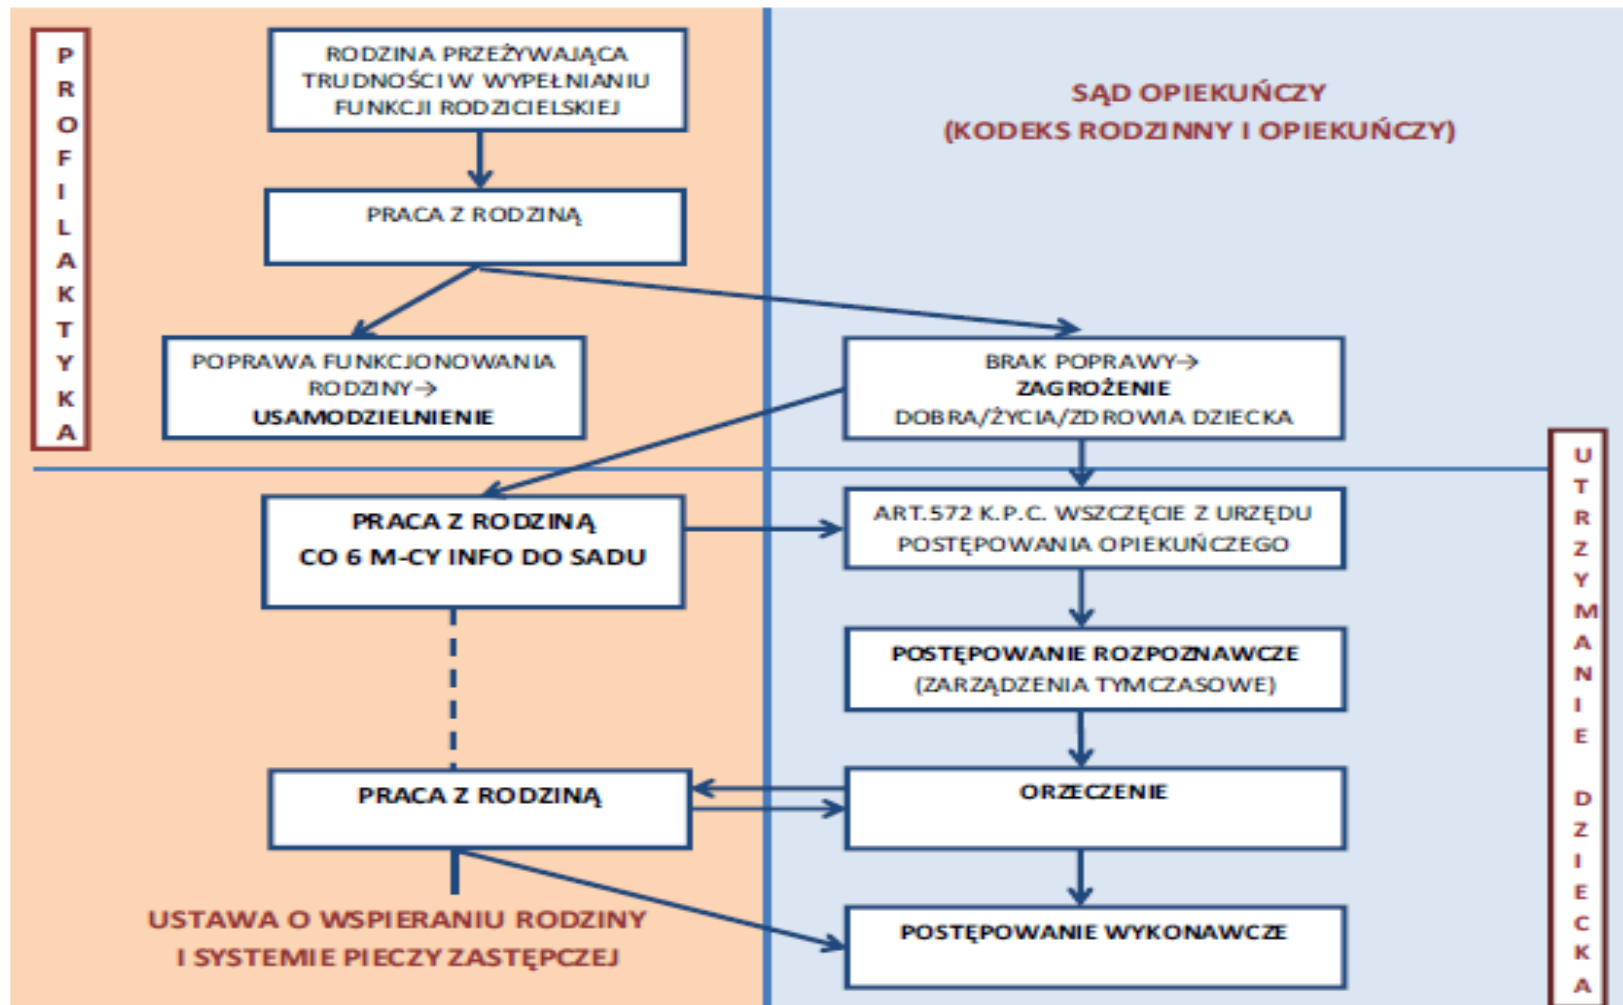 PROFILAKTYKA
RODZINA PRZEŻYWAJĄCA
TRUDNOŚCI W WYPEŁNIANIU
FUNKCJI RODZICIELSKIEJ
SĄD OPIEKUŃCZY
(KODEKS RODZINNY I OPIEKUŃCZY)
PRACA Z RODZINĄ
POPRAWA FUNKCJONOWANIA
RODZINY→
USAMODZIELNIENIE
BRAK POPRAWY→
ZAGROŻENIE
DOBRA/ŻYCIA/ZDROWIA DZIECKA
UTRZYMANIE DZIECKA
PRACA Z RODZINĄ
CO 6 M-CY INFO DO SADU
ART.572 K.P.C. WSZCZĘCIE Z URZĘDU
POSTĘPOWANIA OPIEKUŃCZEGO
POSTĘPOWANIE ROZPOZNAWCZE
(ZARZĄDZENIA TYMCZASOWE)
PRACA Z RODZINĄ
ORZECZENIE
USTAWA O WSPIERANIU RODZINY
I SYSTEMIE PIECZY ZASTĘPCZEJ
POSTĘPOWANIE WYKONAWCZE